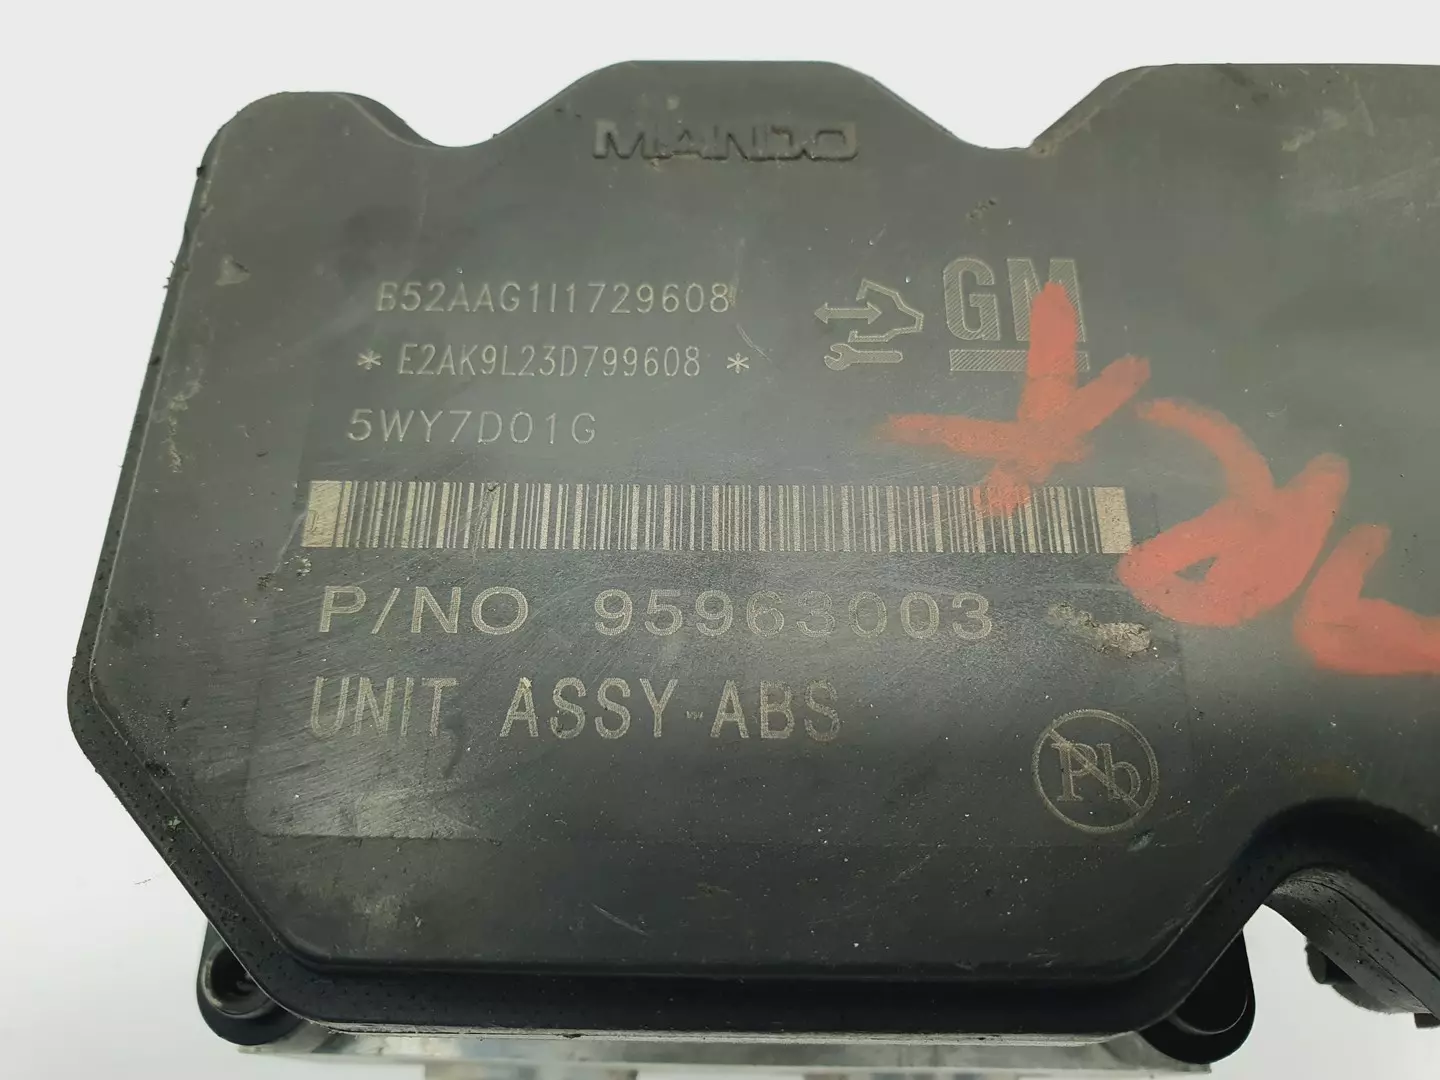 MANDO
B52AAG1I1729608
GM
* E2AK9L23D799608 *
5WY7D01G
P/NO 95963003
UNIT ASSY-ABS
Pb